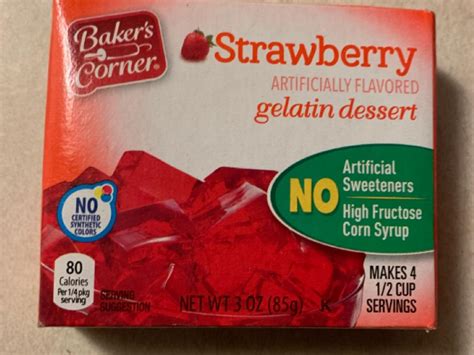 Baker's
Corner®
Strawberry
ARTIFICIALLY FLAVORED
gelatin dessert
NO
Artificial
Sweeteners
High Fructose
Corn Syrup
NO
CERTIFIED
SYNTHETIC
COLORS
80
Calories
Per 1/4 pkg
serving
SERVING
SUGGESTION
NET WT 3 OZ (85g)
K
MAKES 4
1/2 CUP
SERVINGS